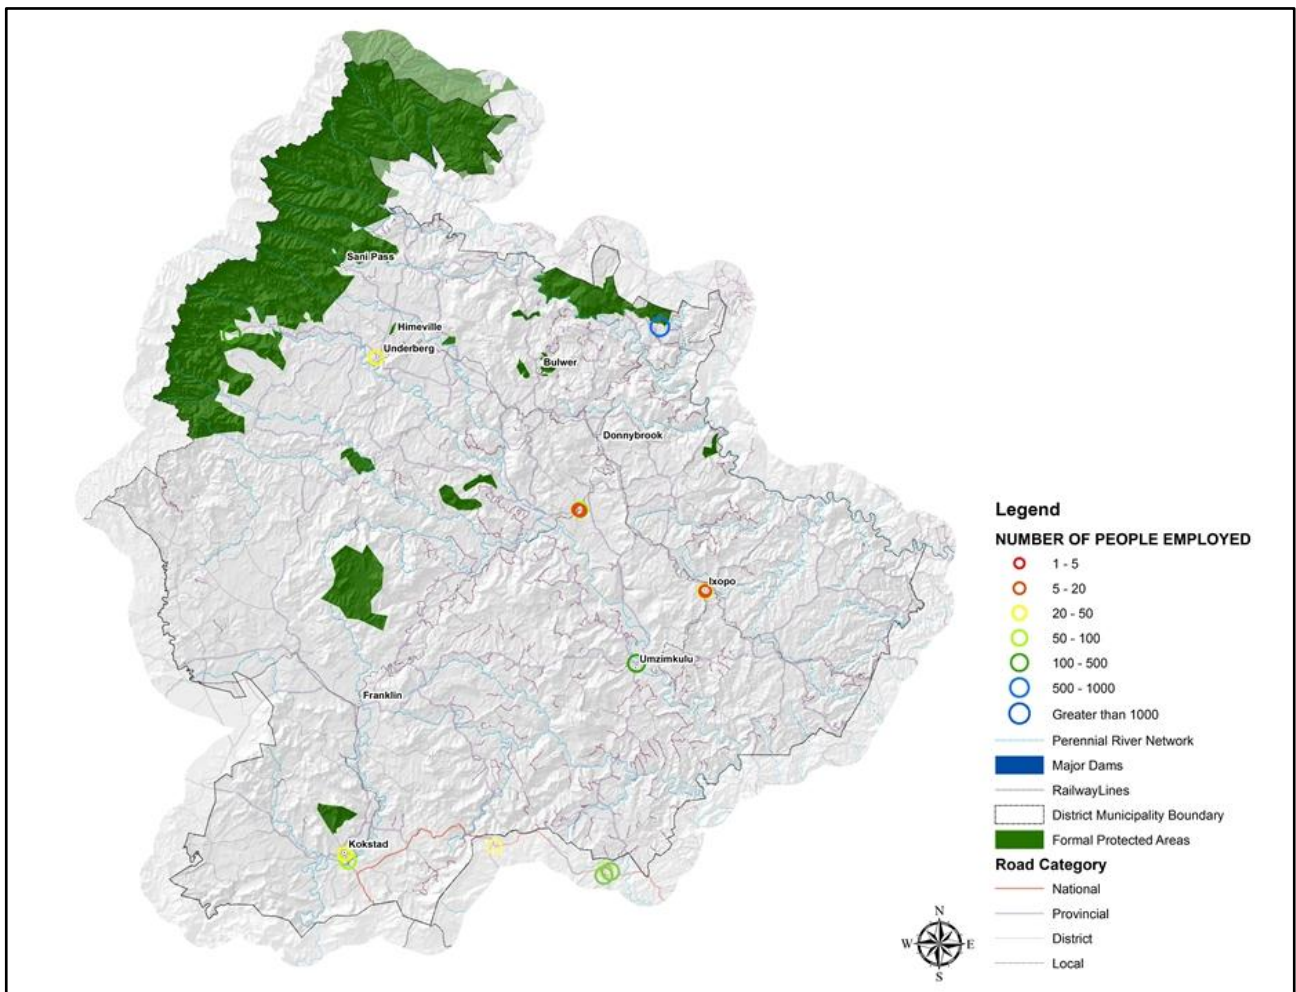 Sani Pass
Himeville
Underberg
Bulwer
Donnybrook
Ixopo
Umzimkulu
Franklin
Kokstad
Legend
NUMBER OF PEOPLE EMPLOYED
1 - 5
5 - 20
20 - 50
50 - 100
100 - 500
500 - 1000
Greater than 1000
Perennial River Network
Major Dams
RailwayLines
District Municipality Boundary
Formal Protected Areas
Road Category
National
Provincial
District
Local
N
W E
S